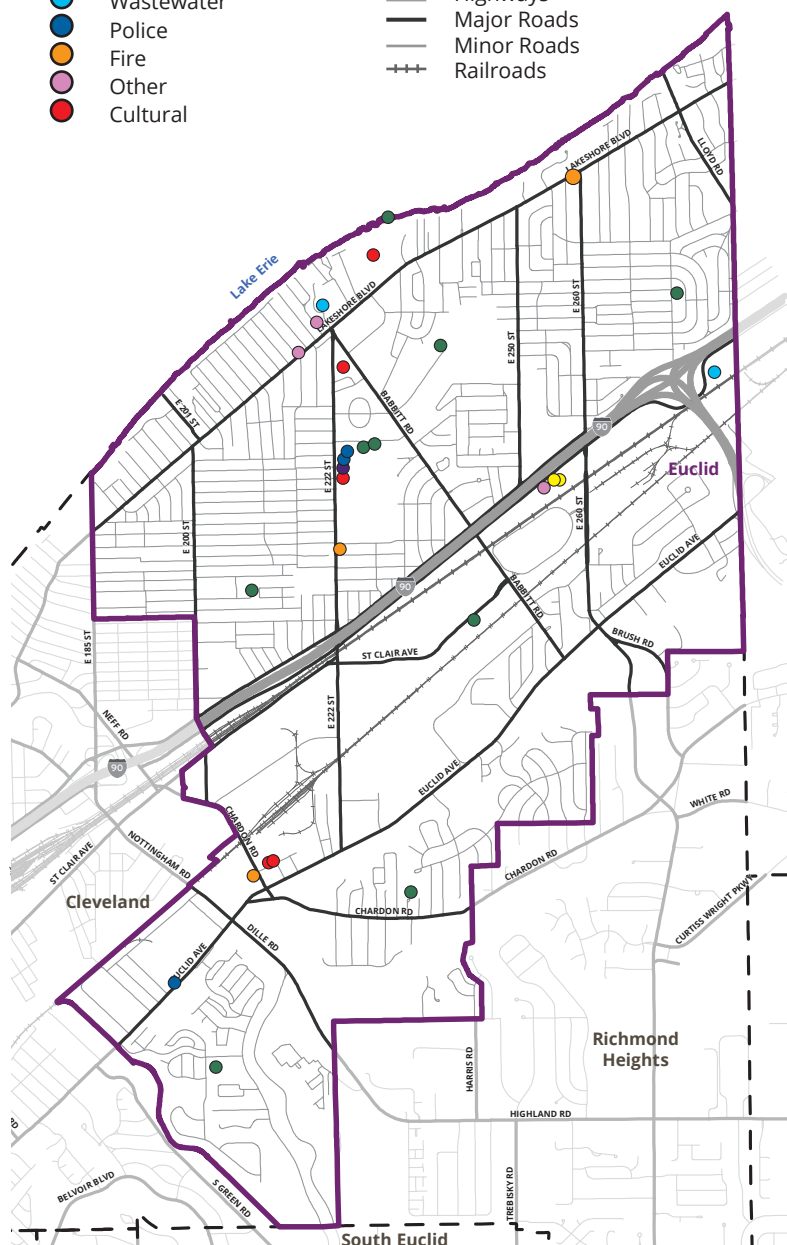 Wastewater
Police
Fire
Other
Cultural
Highways
Major Roads
Minor Roads
Railroads
LAKESHORE BLVD
LLOYD RD
Lake Erie
LAKESHORE BLVD
E 260 ST
E 250 ST
BABBITT RD
E 201 ST
90
Euclid
E 222 ST
E 200 ST
E 260 ST
EUCLID AVE
90
BABBITT RD
BRUSH RD
E 185 ST
ST CLAIR AVE
NEFF RD
E 222 ST
90
EUCLID AVE
WHITE RD
CHARDON RD
NOTTINGHAM RD
ST CLAIR AVE
CHARDON RD
Cleveland
CURTISS WRIGHT PKWY
CHARDON RD
DILLE RD
EUCLID AVE
Richmond
Heights
HARRIS RD
HIGHLAND RD
RD
BELVOIR BLVD
S GREEN RD
TREBISKY RD
South Euclid